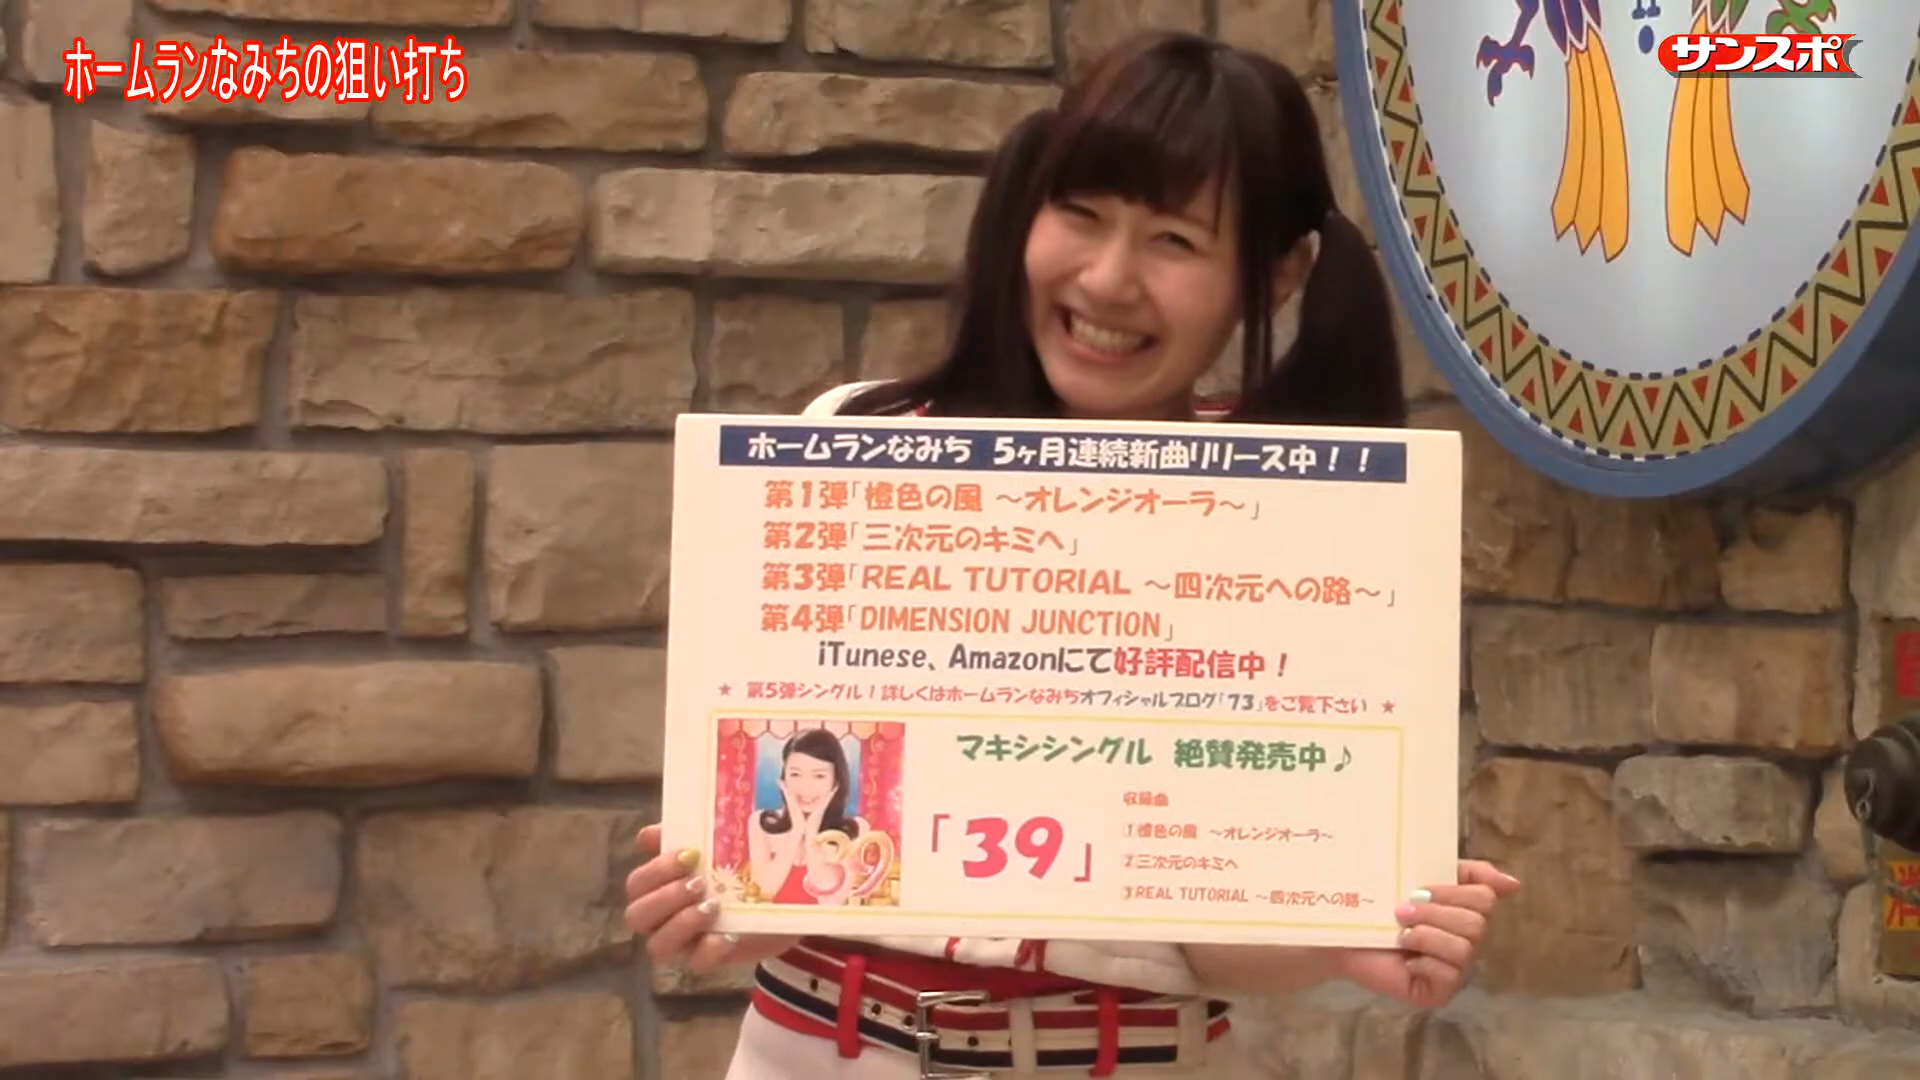 ホームランなみちの狙い打ち
サンスポ
ホームランなみち 5ヶ月連続新曲リリース中！！
第1弾「橙色の風 ～オレンジオーラ～」
第2弾「三次元のキミへ」
第3弾「REAL TUTORIAL ～四次元への路～」
第4弾「DIMENSION JUNCTION」
iTunese、Amazonにて好評配信中！
★ 第5弾シングル！詳しくはホームランなみちオフィシャルブログ「73」をご覧下さい ★
マキシシングル 絶賛発売中♪
「39」
収録曲
①橙色の風 ～オレンジオーラ～
②三次元のキミへ
③REAL TUTORIAL ～四次元への路～
39